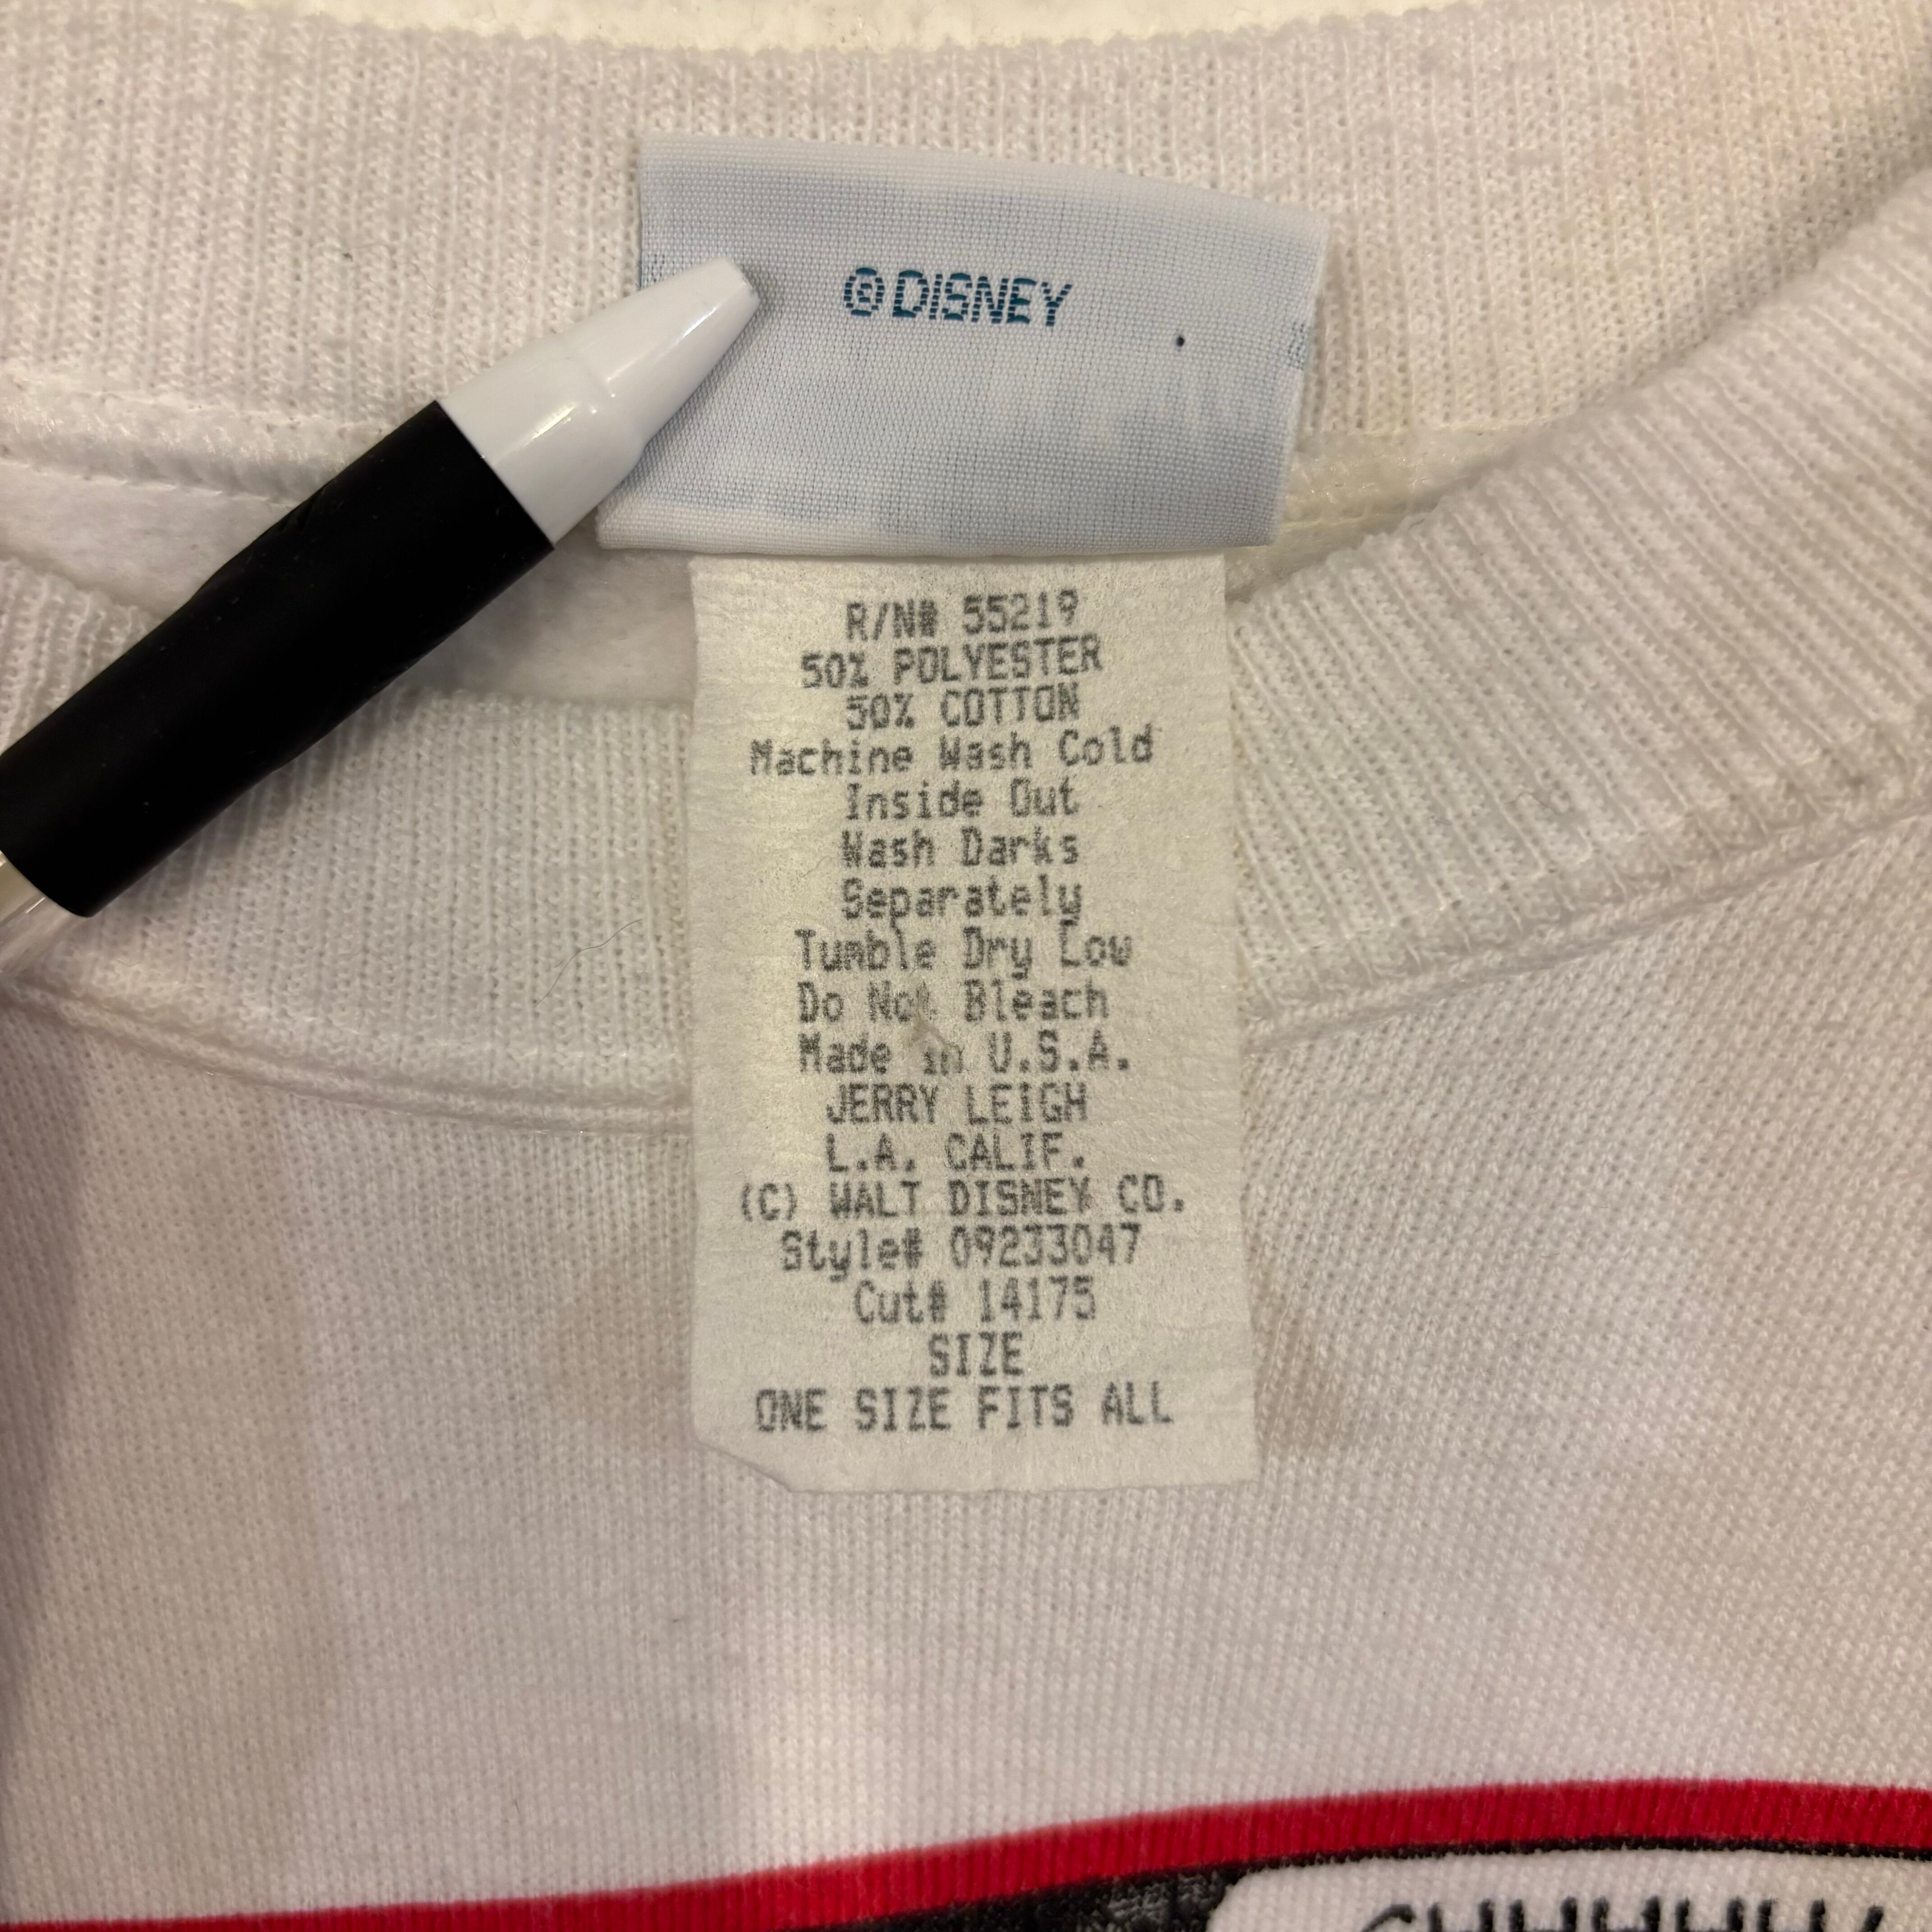 ©DISNEY
R/N# 55219
50% POLYESTER
50% COTTON
Machine Wash Cold
Inside Out
Wash Darks
Separately
Tumble Dry Low
Do Not Bleach
Made in U.S.A.
JERRY LEIGH
L.A. CALIF.
(C) WALT DISNEY CO.
Style# 09233047
Cut# 14175
SIZE
ONE SIZE FITS ALL